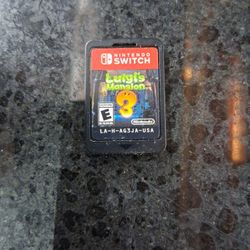 NINTENDO
SWITCH
Luigi's
Mansion
3
E
Nintendo
LA-H-AG3JA-USA